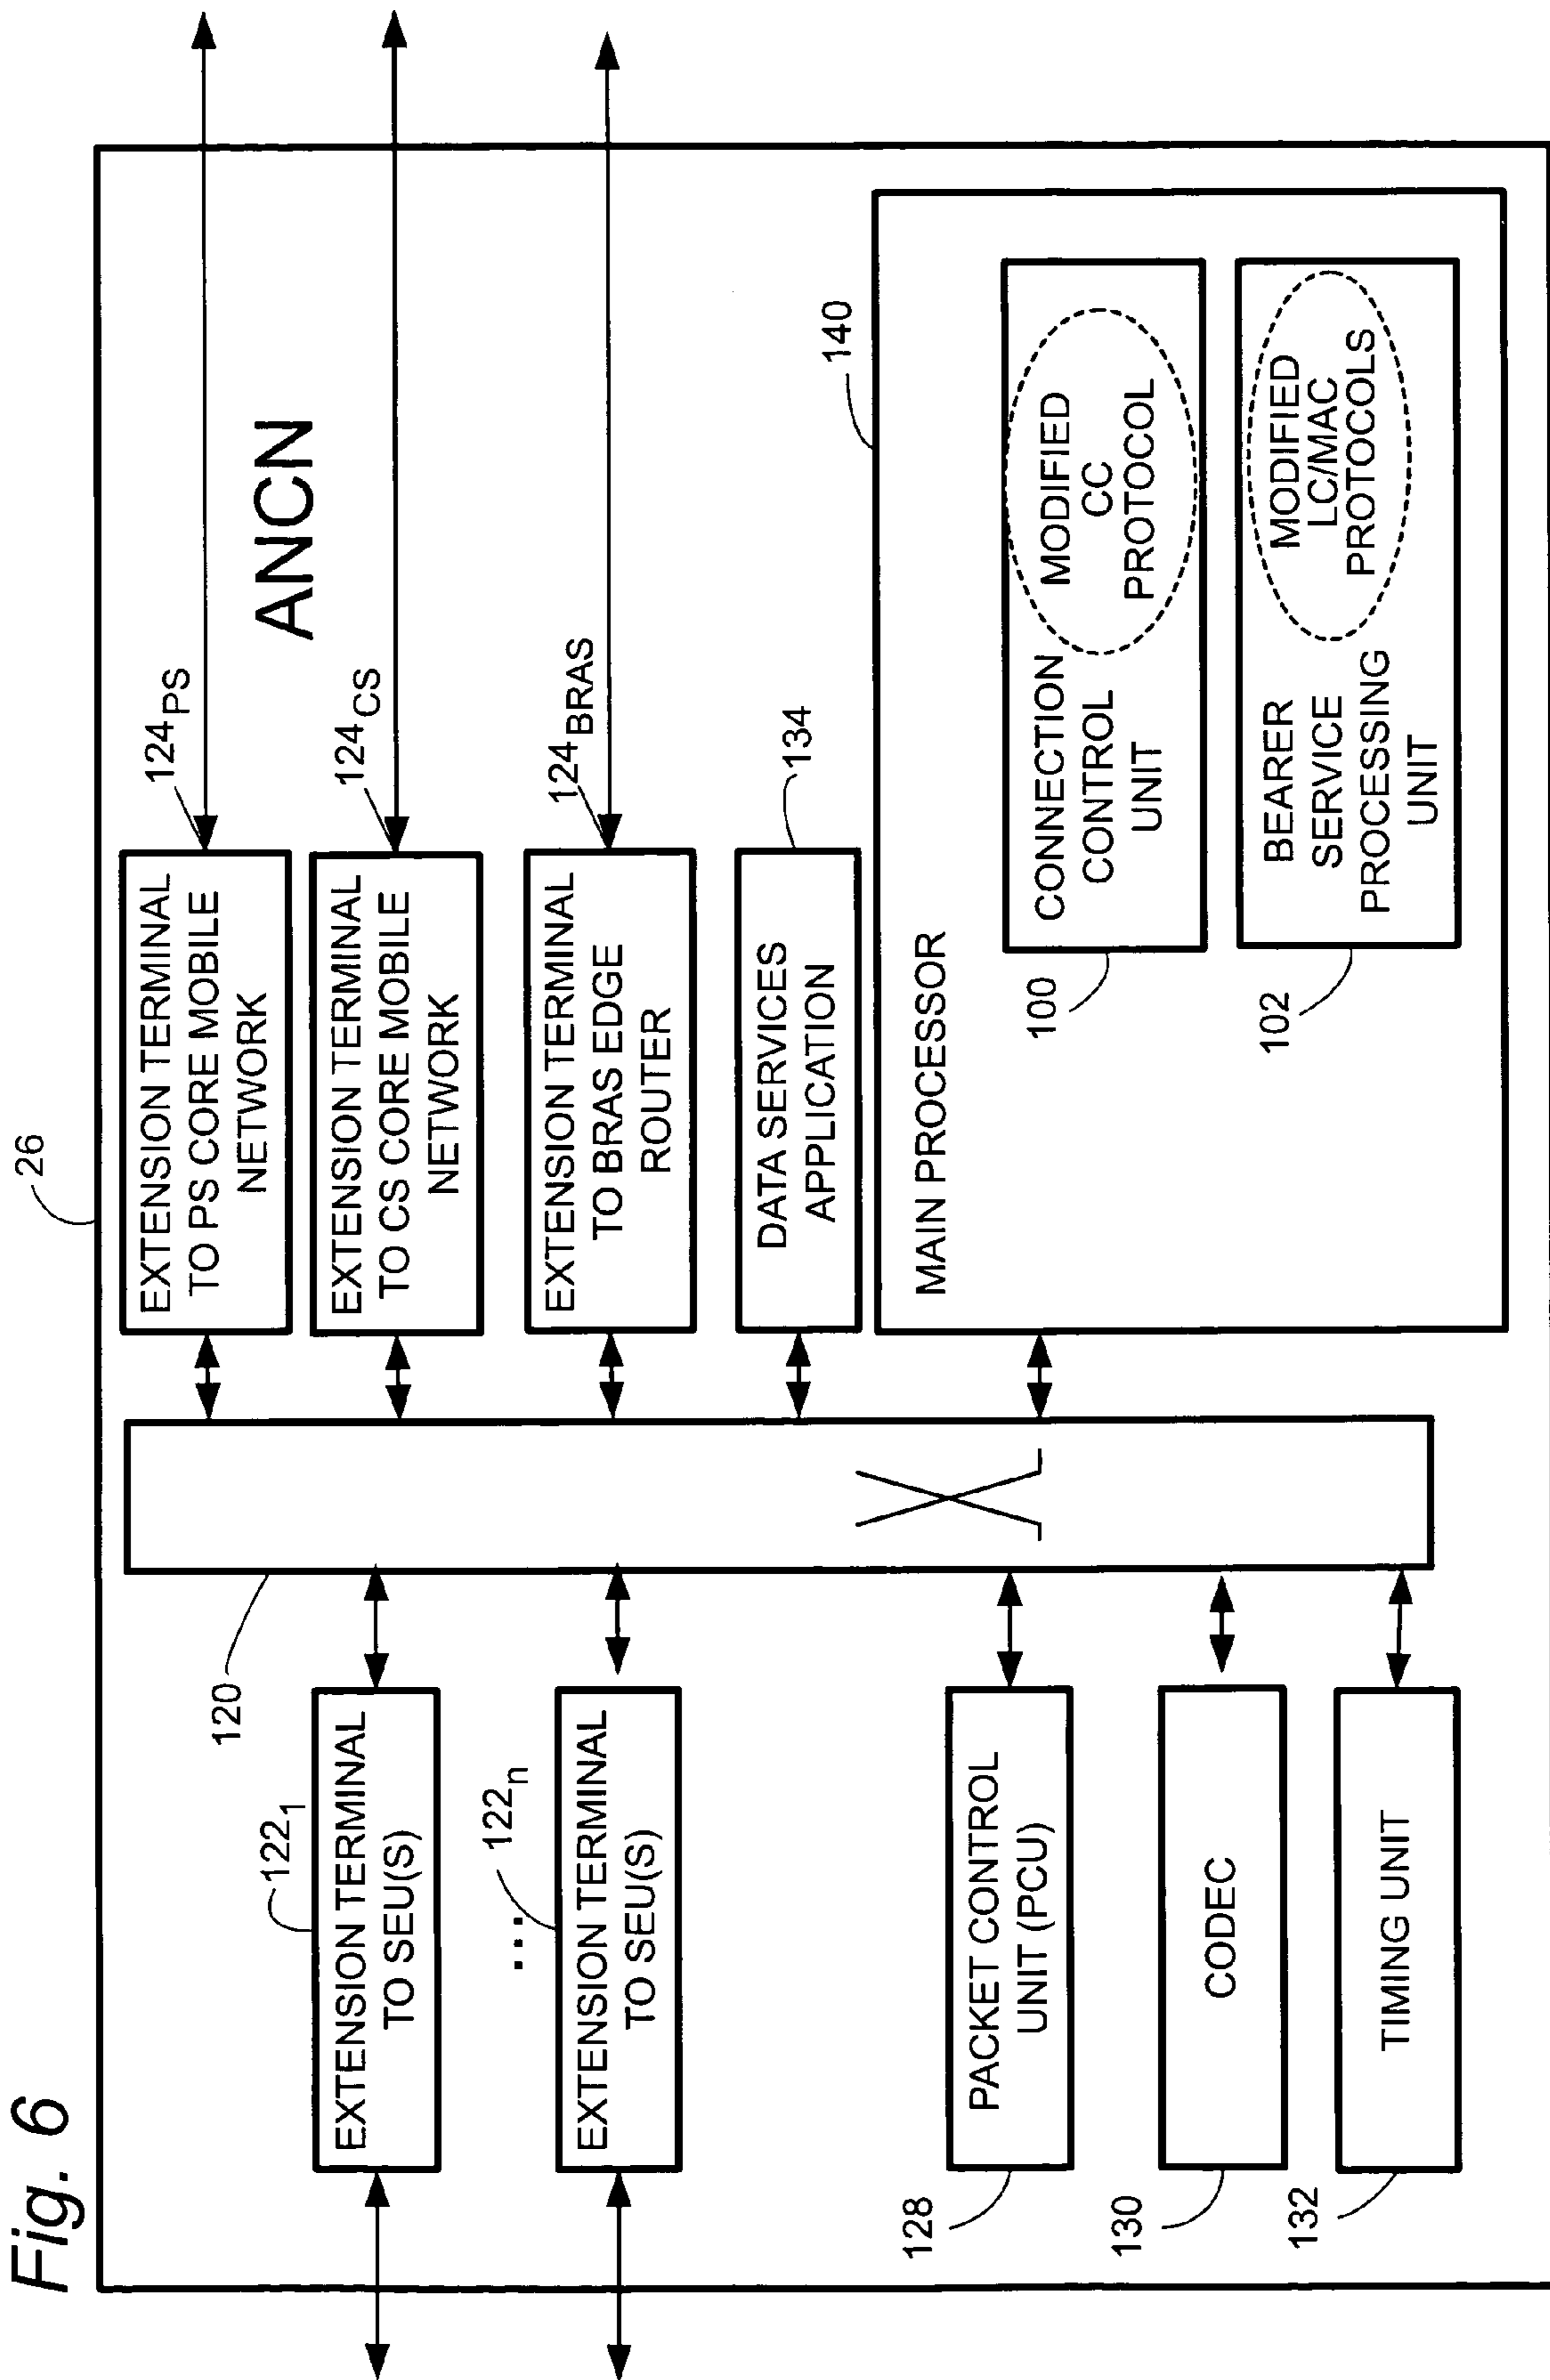 Fig. 6
26
ANCN
EXTENSION TERMINAL
TO SEU(S)
122₁
...
EXTENSION TERMINAL
TO SEU(S)
122ₙ
PACKET CONTROL
UNIT (PCU)
128
CODEC
130
TIMING UNIT
132
120
EXTENSION TERMINAL
TO PS CORE MOBILE
NETWORK
124PS
EXTENSION TERMINAL
TO CS CORE MOBILE
NETWORK
124CS
EXTENSION TERMINAL
TO BRAS EDGE
ROUTER
124BRAS
DATA SERVICES
APPLICATION
134
MAIN PROCESSOR
140
CONNECTION
CONTROL
UNIT
MODIFIED
CC
PROTOCOL
100
BEARER
SERVICE
PROCESSING
UNIT
MODIFIED
LC/MAC
PROTOCOLS
102